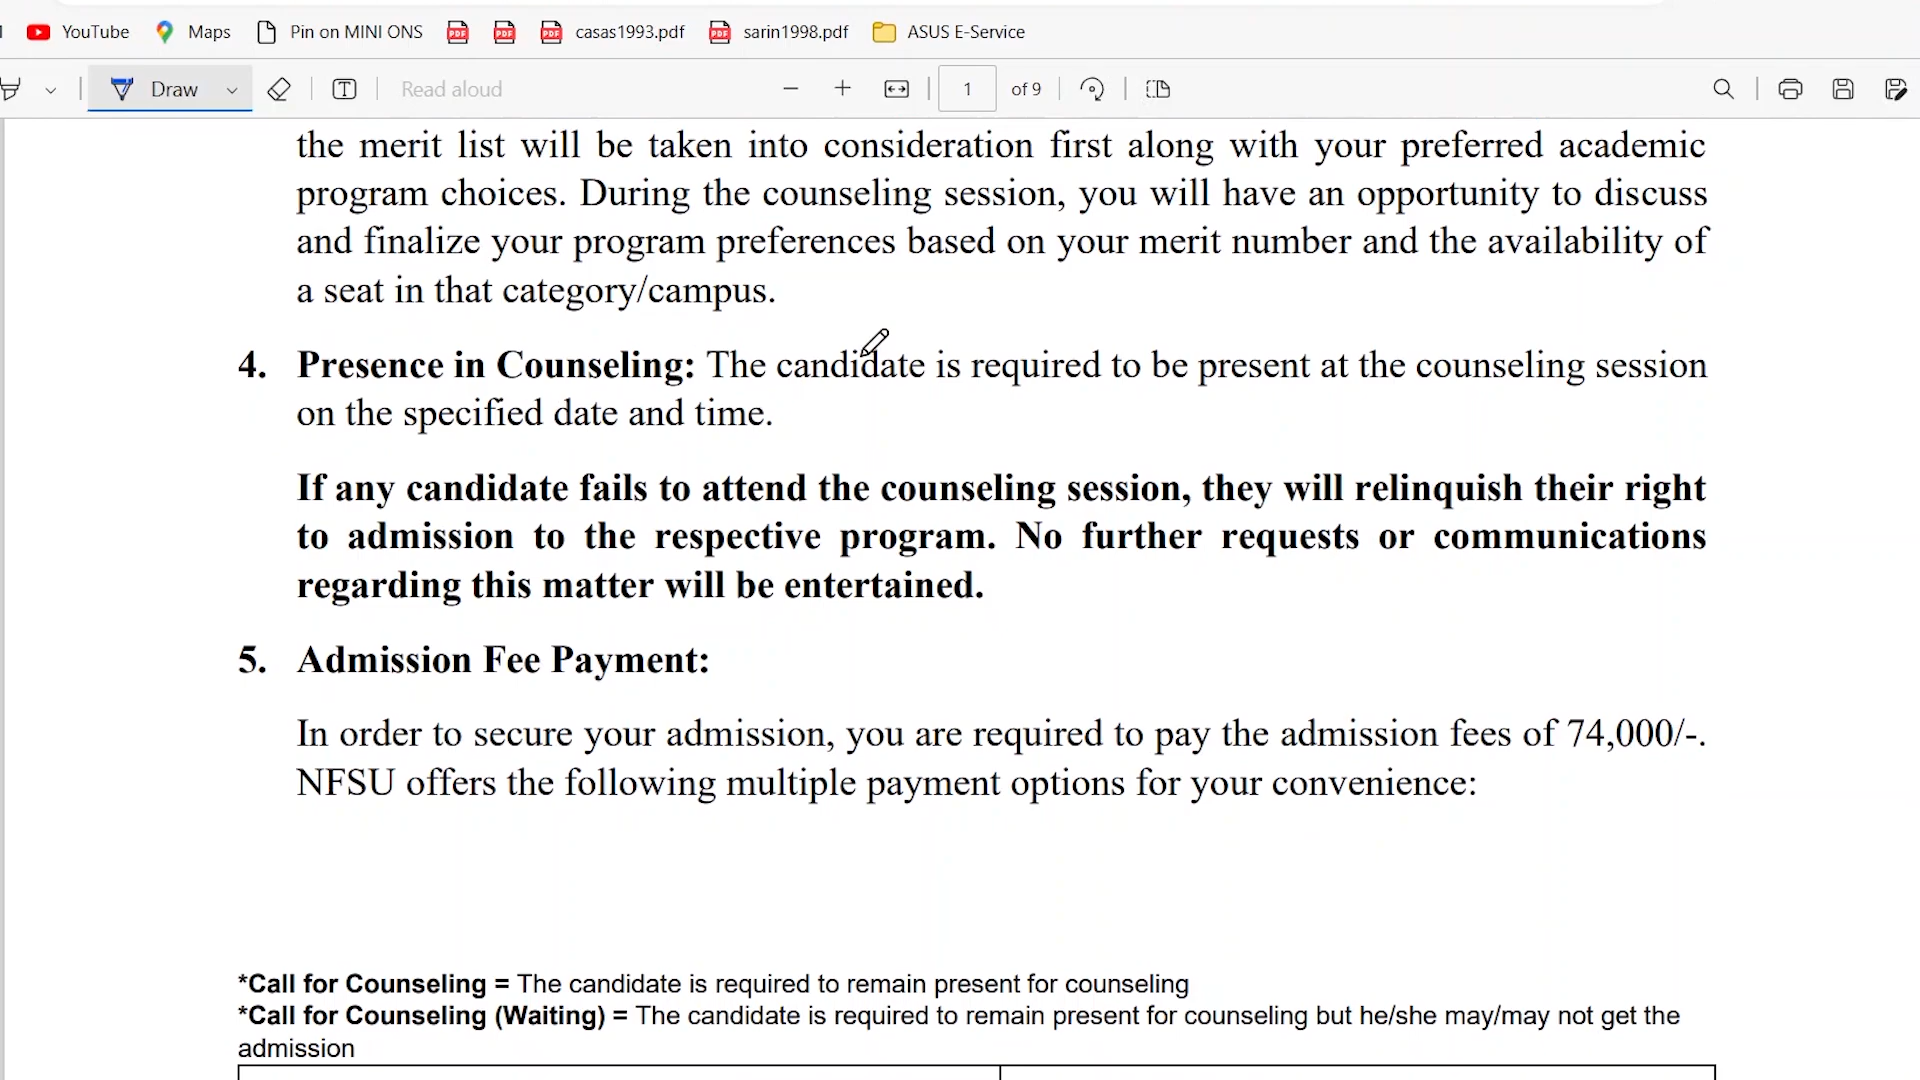 YouTube Maps Pin on MINI ONS PDF PDF PDF casas1993.pdf PDF sarin1998.pdf ASUS E-Service
Draw T Read aloud 1 of 9
the merit list will be taken into consideration first along with your preferred academic
program choices. During the counseling session, you will have an opportunity to discuss
and finalize your program preferences based on your merit number and the availability of
a seat in that category/campus.
4. Presence in Counseling: The candidate is required to be present at the counseling session
on the specified date and time.
If any candidate fails to attend the counseling session, they will relinquish their right
to admission to the respective program. No further requests or communications
regarding this matter will be entertained.
5. Admission Fee Payment:
In order to secure your admission, you are required to pay the admission fees of 74,000/-.
NFSU offers the following multiple payment options for your convenience:
*Call for Counseling = The candidate is required to remain present for counseling
*Call for Counseling (Waiting) = The candidate is required to remain present for counseling but he/she may/may not get the
admission